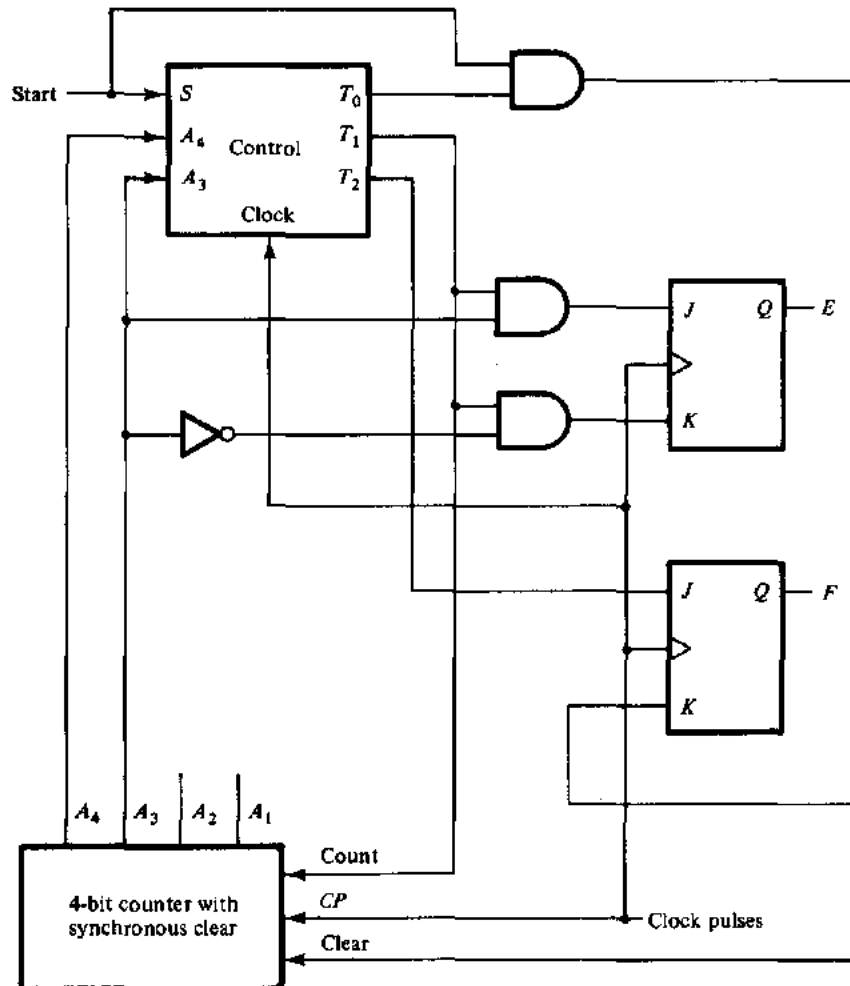 Start
S
T₀
A₄
Control
T₁
A₃
T₂
Clock
J
Q
E
K
J
Q
F
K
A₄
A₃
A₂
A₁
Count
4-bit counter with
synchronous clear
CP
Clock pulses
Clear